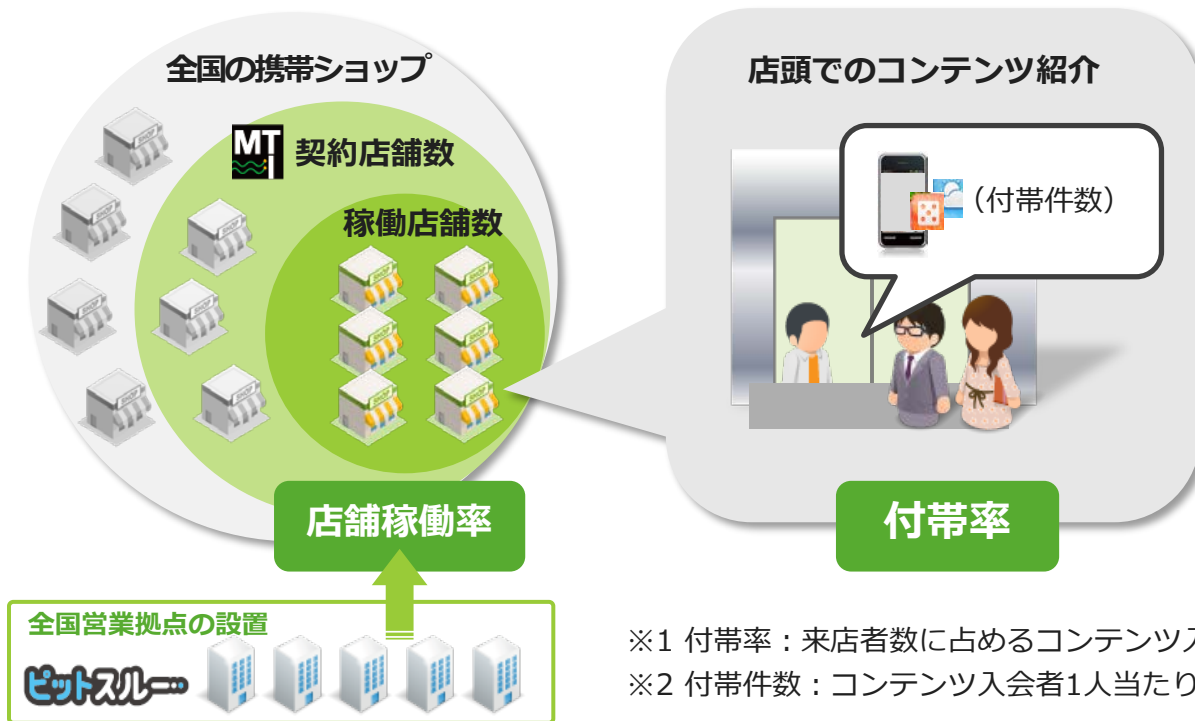 全国の携帯ショップ
MTI 契約店舗数
稼働店舗数
店舗稼働率
全国営業拠点の設置
ピットスルー
店頭でのコンテンツ紹介
（付帯件数）
付帯率
※1 付帯率：来店者数に占めるコンテンツ
※2 付帯件数：コンテンツ入会者1人当たり